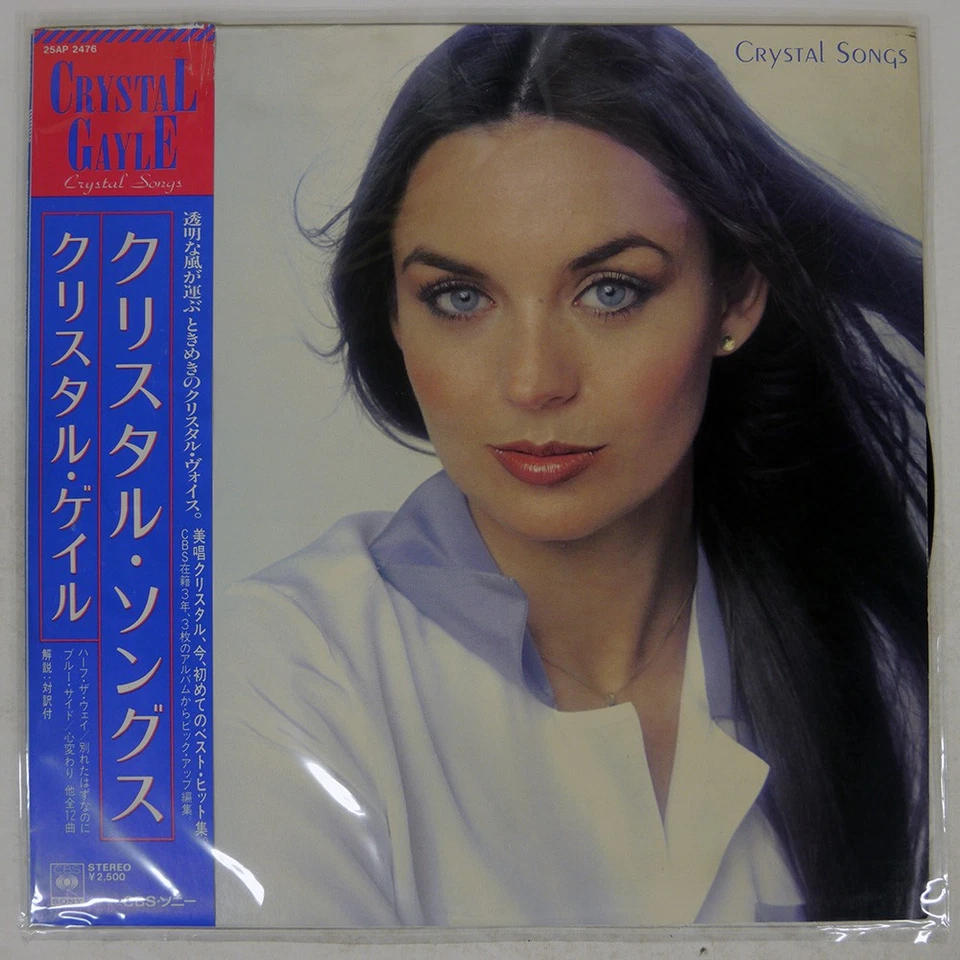 25AP 2476
CRYSTAL
GAYLE
Crystal Songs
CRYSTAL SONGS
透明な風が運ぶ ときめきのクリスタル・ヴォイス。
美唱クリスタル、今、初めてのベスト・ヒット集
CBS在籍3年、3枚のアルバムからピック・アップ編集
クリスタル・ソングス
クリスタル・ゲイル
ハーフ・ザ・ウェイ/別れたはずなのに
ブルー・サイド/心変わり 他全12曲
解説:対訳付
CBS
SONY
STEREO
¥2,500
CBS・ソニー